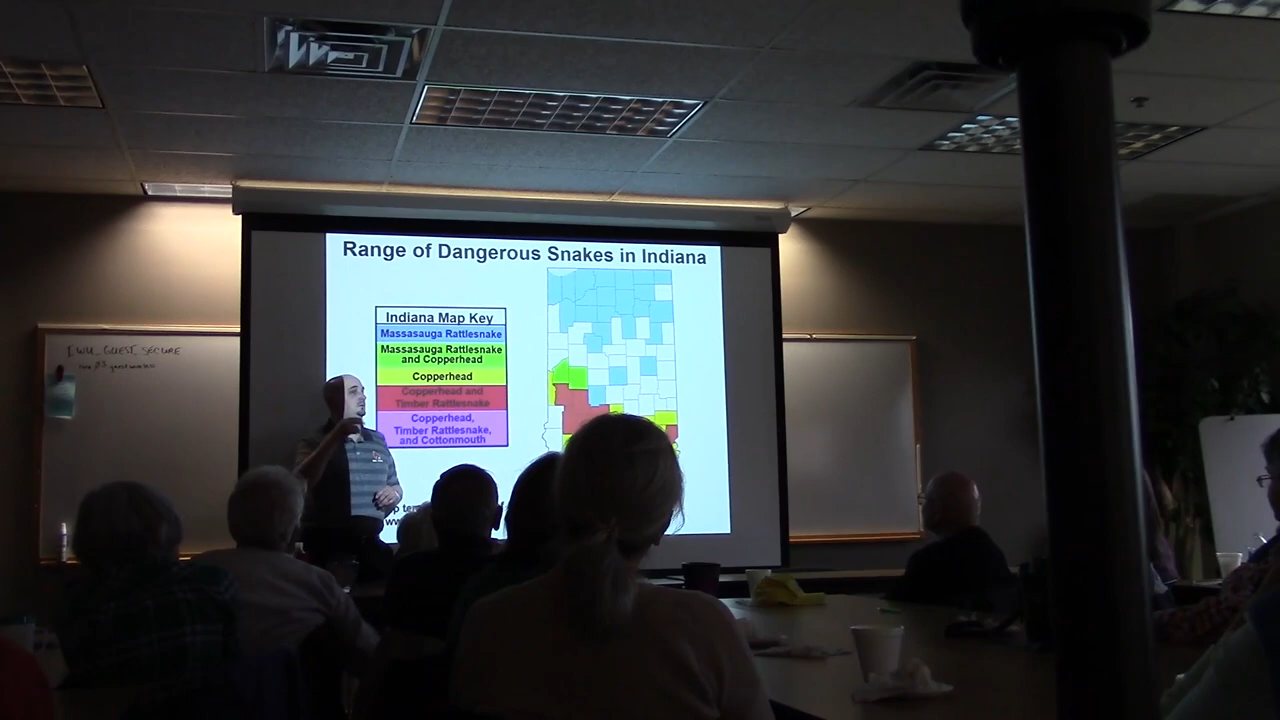 Range of Dangerous Snakes in Indiana
Indiana Map Key
Massasauga Rattlesnake
Massasauga Rattlesnake
and Copperhead
Copperhead
Copperhead and
Timber Rattlesnake
Copperhead,
Timber Rattlesnake,
and Cottonmouth
IWU_GUEST_SECURE